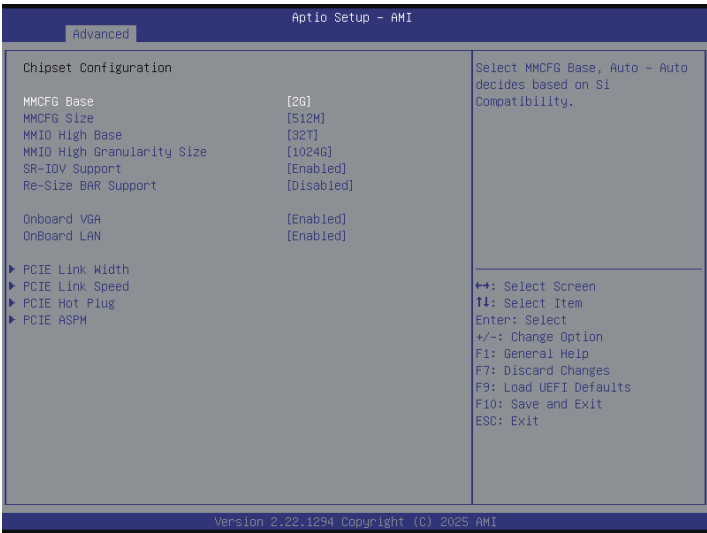 Aptio Setup – AMI
Advanced
Chipset Configuration
MMCFG Base [2G]
MMCFG Size [512M]
MMIO High Base [32T]
MMIO High Granularity Size [1024G]
SR-IOV Support [Enabled]
Re-Size BAR Support [Disabled]
Onboard VGA [Enabled]
OnBoard LAN [Enabled]
PCIE Link Width
PCIE Link Speed
PCIE Hot Plug
PCIE ASPM
Select MMCFG Base, Auto – Auto
decides based on Si
Compatibility.
↔: Select Screen
↑↓: Select Item
Enter: Select
+/-: Change Option
F1: General Help
F7: Discard Changes
F9: Load UEFI Defaults
F10: Save and Exit
ESC: Exit
Version 2.22.1294 Copyright (C) 2025 AMI